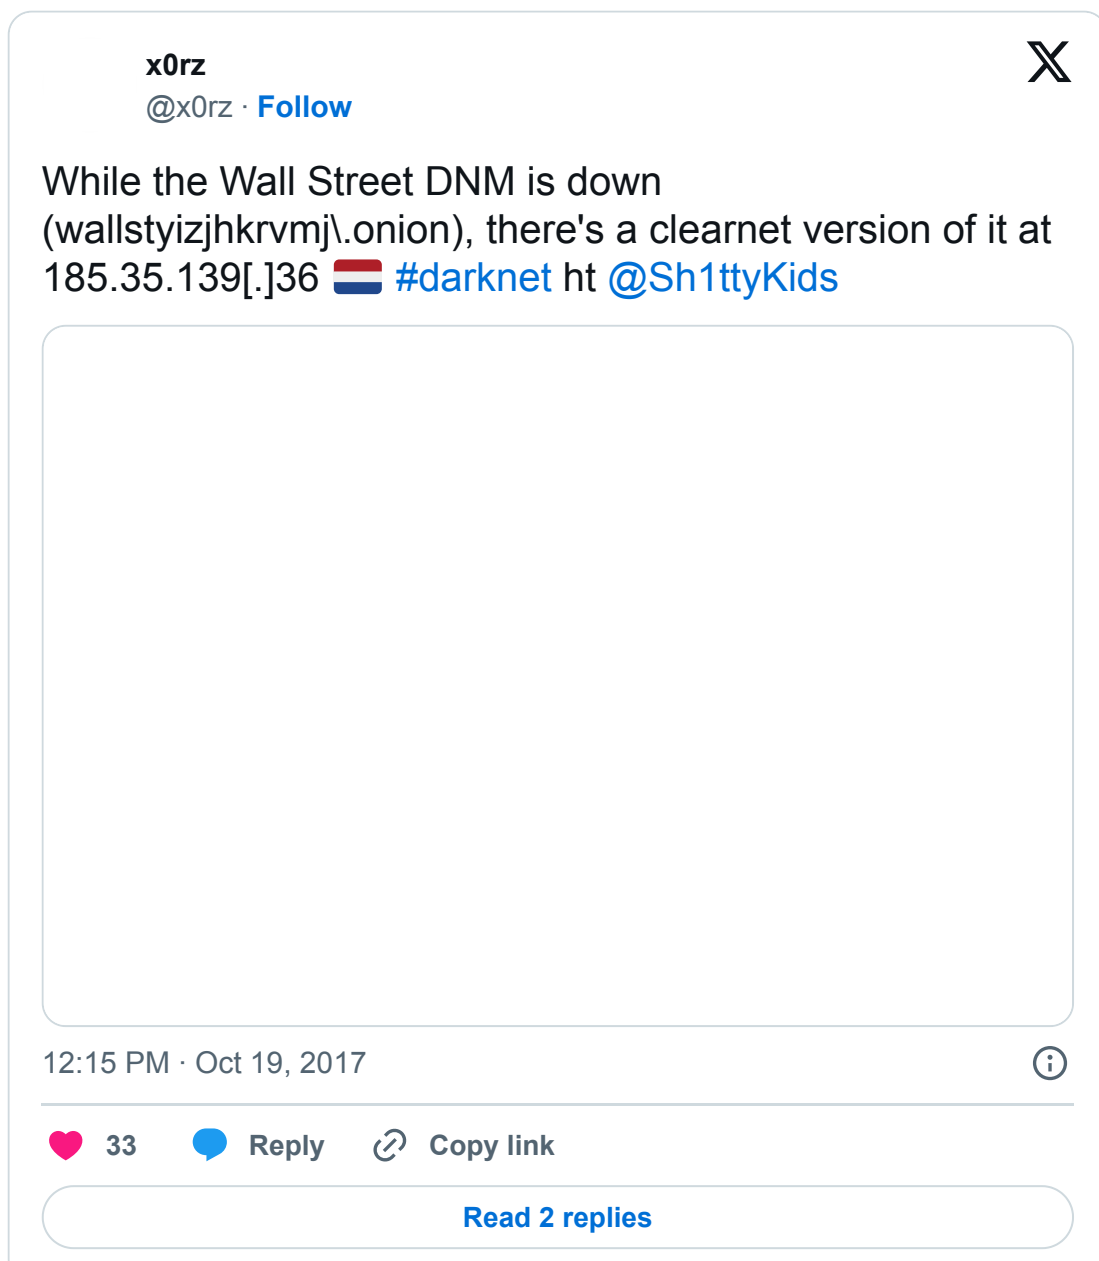 x0rz
@x0rz · Follow
While the Wall Street DNM is down
(wallstyizjhkrvmj\.onion), there's a clearnet version of it at
185.35.139[.]36 🇳🇱 #darknet ht @Sh1ttyKids
12:15 PM · Oct 19, 2017
33 Reply Copy link
Read 2 replies